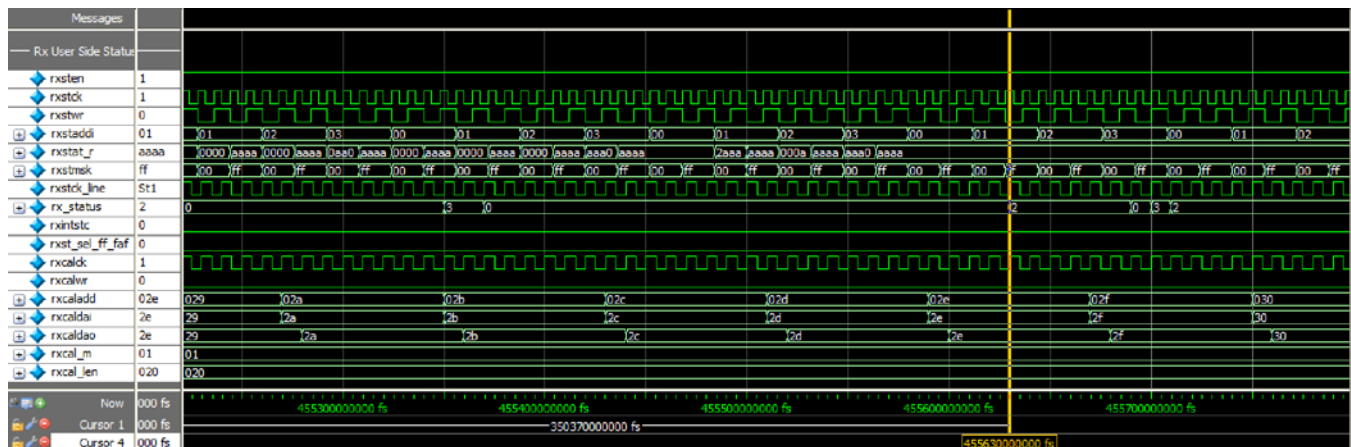 Messages
Rx User Side Status
rxsten 1
rxstck 1
rxstwr 0
rxstaddi 01 01 02 03 00 01 02 03 00 01 02 03 00 01 02 03 00 01 02
rxstat_r aaaa 0000 aaaa 0000 aaaa 0aa0 aaaa 0000 aaaa 0000 aaaa 0000 aaaa aaa0 aaaa 2aaa aaaa 000a aaaa aaa0 aaaa
rxstmsk ff 00 ff 00 ff 00 ff 00 ff 00 ff 00 ff 00 ff 00 ff 00 ff 00 ff 00 ff 00 ff 00 ff 00 ff 00 ff 00 ff 00 ff 00 ff
rxstck_line St1
rx_status 2 0 3 0 2 0 3 2
rxintstc 0
rxst_sel_ff_faf 0
rxcalck 1
rxcalwr 0
rxcaladd 02e 029 02a 02b 02c 02d 02e 02f 030
rxcaldai 2e 29 2a 2b 2c 2d 2e 2f 30
rxcaldao 2e 29 2a 2b 2c 2d 2e 2f 30
rxcal_m 01 01
rxcal_len 020 020
Now 000 fs 455300000000 fs 455400000000 fs 455500000000 fs 455600000000 fs 455700000000 fs
Cursor 1 000 fs 350370000000 fs
Cursor 4 000 fs 455630000000 fs